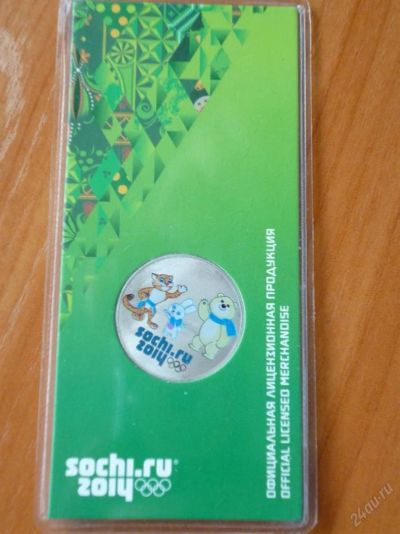 sochi.ru
2014
ОФИЦИАЛЬНАЯ ЛИЦЕНЗИОННАЯ ПРОДУКЦИЯ
OFFICIAL LICENSED MERCHANDISE
sochi.ru
2014
24au.ru